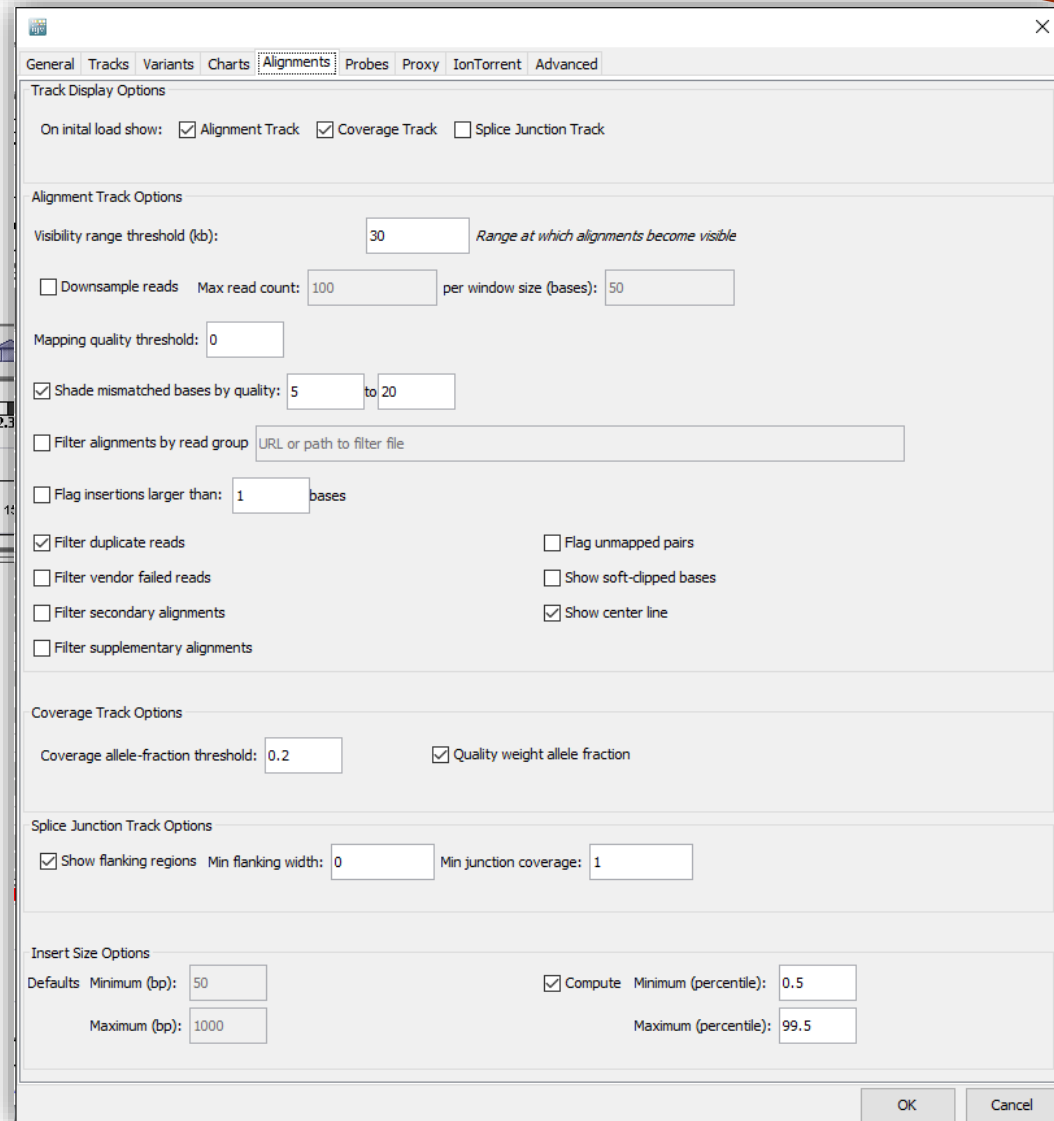 General Tracks Variants Charts Alignments Probes Proxy IonTorrent Advanced
Track Display Options
On inital load show: Alignment Track Coverage Track Splice Junction Track
Alignment Track Options
Visibility range threshold (kb): 30 Range at which alignments become visible
Downsample reads Max read count: 100 per window size (bases): 50
Mapping quality threshold: 0
Shade mismatched bases by quality: 5 to 20
Filter alignments by read group URL or path to filter file
Flag insertions larger than: 1 bases
Filter duplicate reads Flag unmapped pairs
Filter vendor failed reads Show soft-clipped bases
Filter secondary alignments Show center line
Filter supplementary alignments
Coverage Track Options
Coverage allele-fraction threshold: 0.2 Quality weight allele fraction
Splice Junction Track Options
Show flanking regions Min flanking width: 0 Min junction coverage: 1
Insert Size Options
Defaults Minimum (bp): 50 Compute Minimum (percentile): 0.5
Maximum (bp): 1000 Maximum (percentile): 99.5
OK Cancel